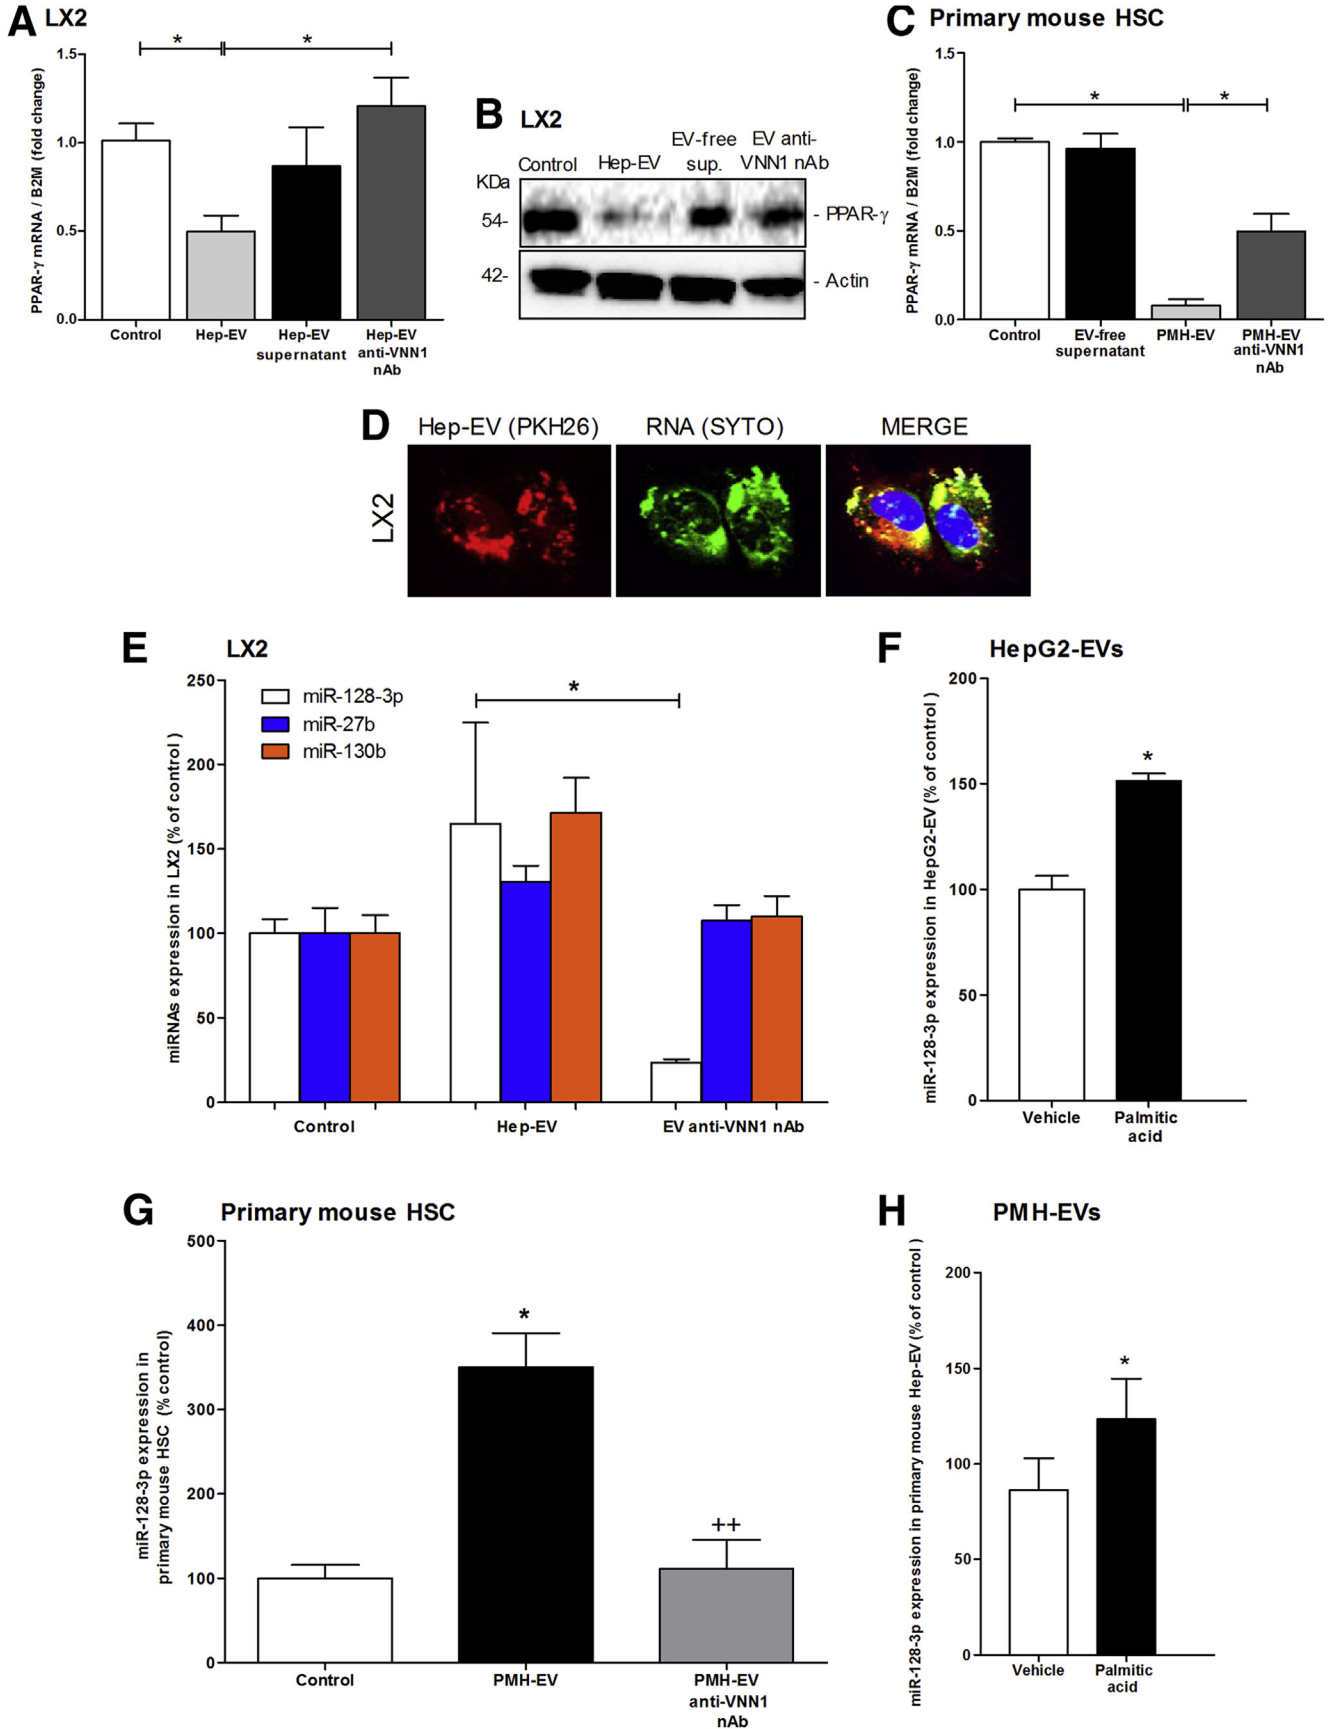 A LX2
PPAR-γ mRNA / B2M (fold change)
1.5
1.0
0.5
0.0
* *
Control
Hep-EV
Hep-EV
supernatant
Hep-EV
anti-VNN1
nAb
B LX2
Control
Hep-EV
EV-free
sup.
EV anti-
VNN1 nAb
KDa
54-
- PPAR-γ
42-
- Actin
C Primary mouse HSC
PPAR-γ mRNA / B2M (fold change)
1.5
1.0
0.5
0.0
* *
Control
EV-free
supernatant
PMH-EV
PMH-EV
anti-VNN1
nAb
D
Hep-EV (PKH26)
RNA (SYTO)
MERGE
LX2
E LX2
miRNAs expression in LX2 (% of control )
250
200
150
100
50
0
miR-128-3p
miR-27b
miR-130b
*
Control
Hep-EV
EV anti-VNN1 nAb
F HepG2-EVs
miR-128-3p expression in HepG2-EV (% of control )
200
150
100
50
0
*
Vehicle
Palmitic
acid
G Primary mouse HSC
miR-128-3p expression in
primary mouse HSC (% control)
500
400
300
200
100
0
*
++
Control
PMH-EV
PMH-EV
anti-VNN1
nAb
H PMH-EVs
miR-128-3p expression in primary mouse Hep-EV (% of control )
200
150
100
50
0
*
Vehicle
Palmitic
acid